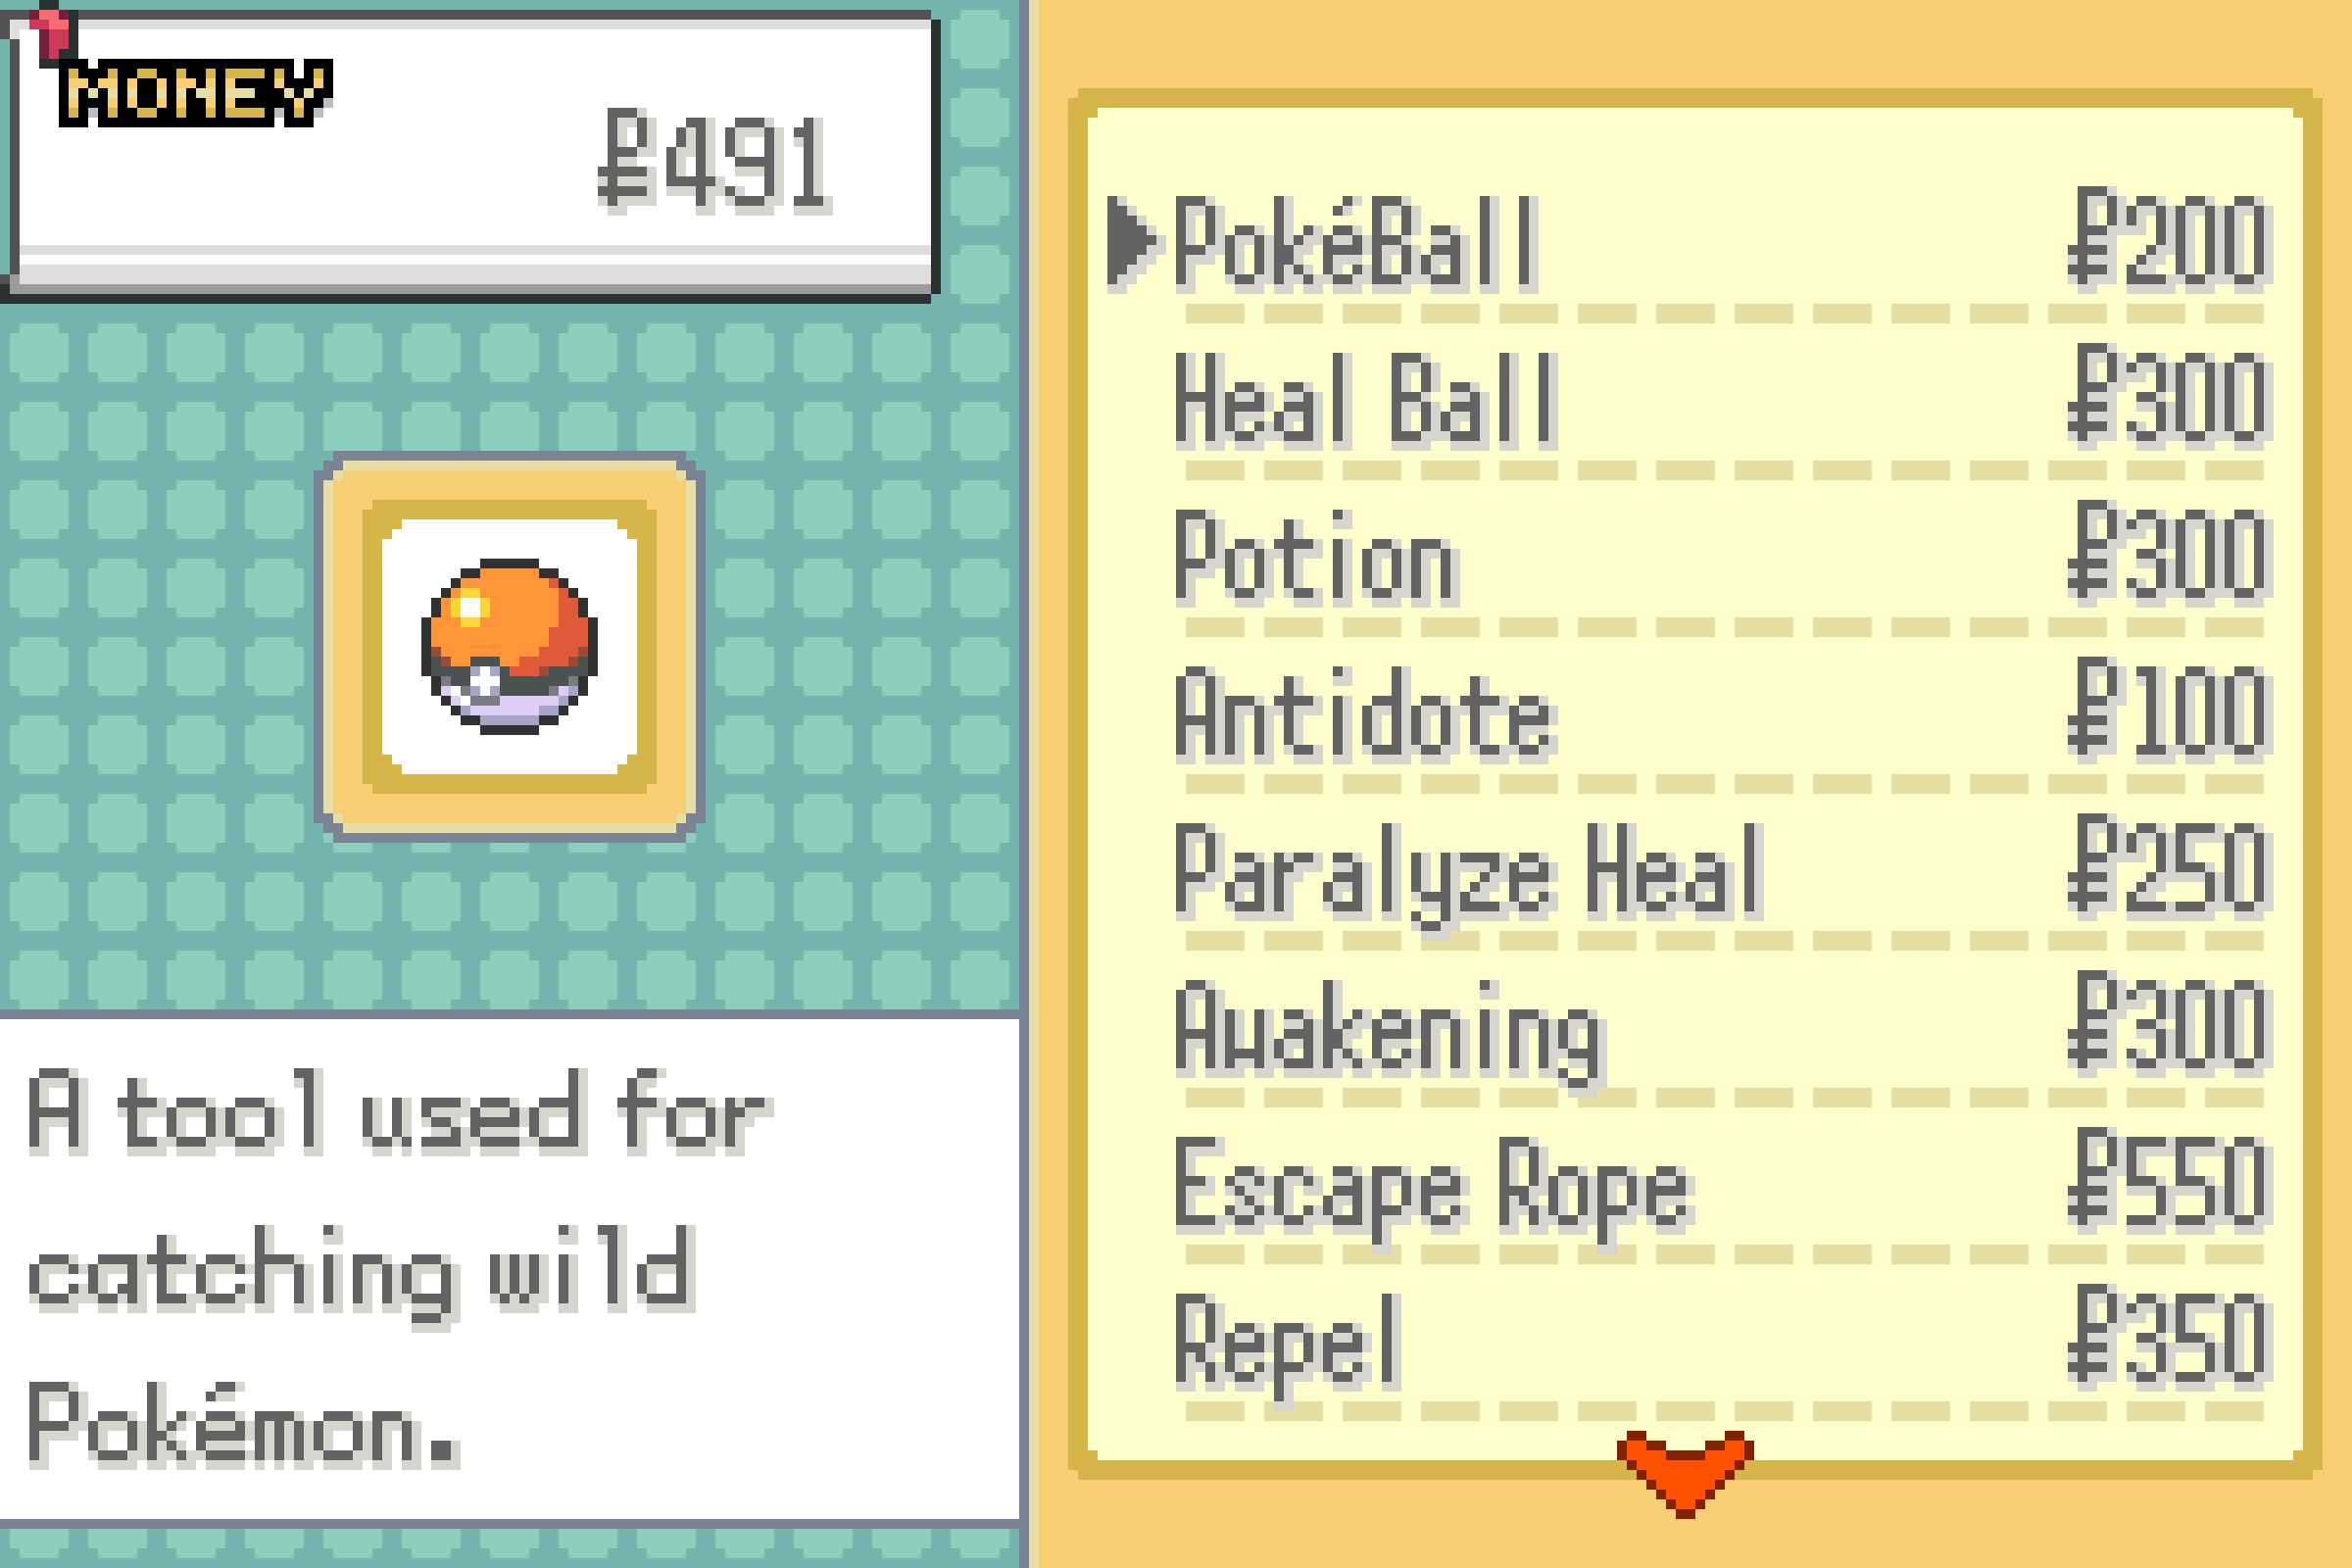 MONEY
₽491
PokéBall ₽200
Heal Ball ₽300
Potion ₽300
Antidote ₽100
Paralyze Heal ₽250
Awakening ₽300
Escape Rope ₽550
Repel ₽350
A tool used for
catching wild
Pokémon.